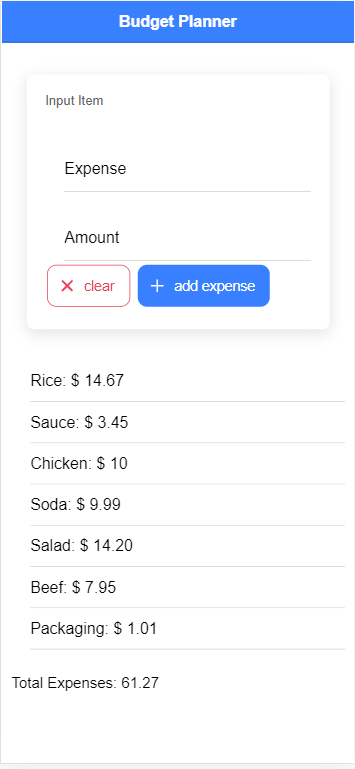 Budget Planner
Input Item
Expense
Amount
clear
add expense
Rice: $ 14.67
Sauce: $ 3.45
Chicken: $ 10
Soda: $ 9.99
Salad: $ 14.20
Beef: $ 7.95
Packaging: $ 1.01
Total Expenses: 61.27